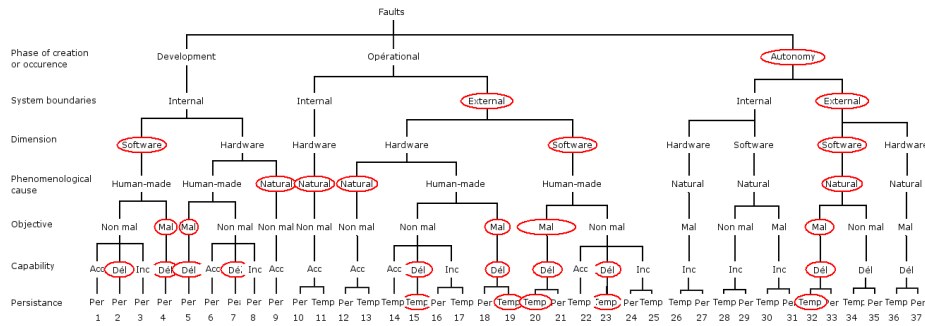 Faults
Phase of creation
or occurence
Development Opérational Autonomy
System boundaries Internal Internal External Internal External
Dimension Software Hardware Hardware Hardware Software Hardware Software Software Hardware
Phenomenological
cause
Human-made Human-made Natural Natural Natural Human-made Human-made Natural Natural Natural Natural
Objective Non mal Mal Mal Non mal Non mal Non mal Non mal Non mal Mal Mal Non mal Mal Non mal Mal Mal Non mal Mal
Capability Acc Dél Inc Dél Dél Acc Dél Inc Acc Acc Acc Acc Dél Inc Dél Dél Acc Dél Inc Inc Inc Inc Dél Acc Dél
Persistance Per Per Per Per Per Per Per Per Per Per Temp Per Temp Temp Temp Per Temp Per Temp Temp Per Temp Temp Per Temp Temp Per Temp Per Temp Per Temp Per Temp Per Temp Per
1 2 3 4 5 6 7 8 9 10 11 12 13 14 15 16 17 18 19 20 21 22 23 24 25 26 27 28 29 30 31 32 33 34 35 36 37